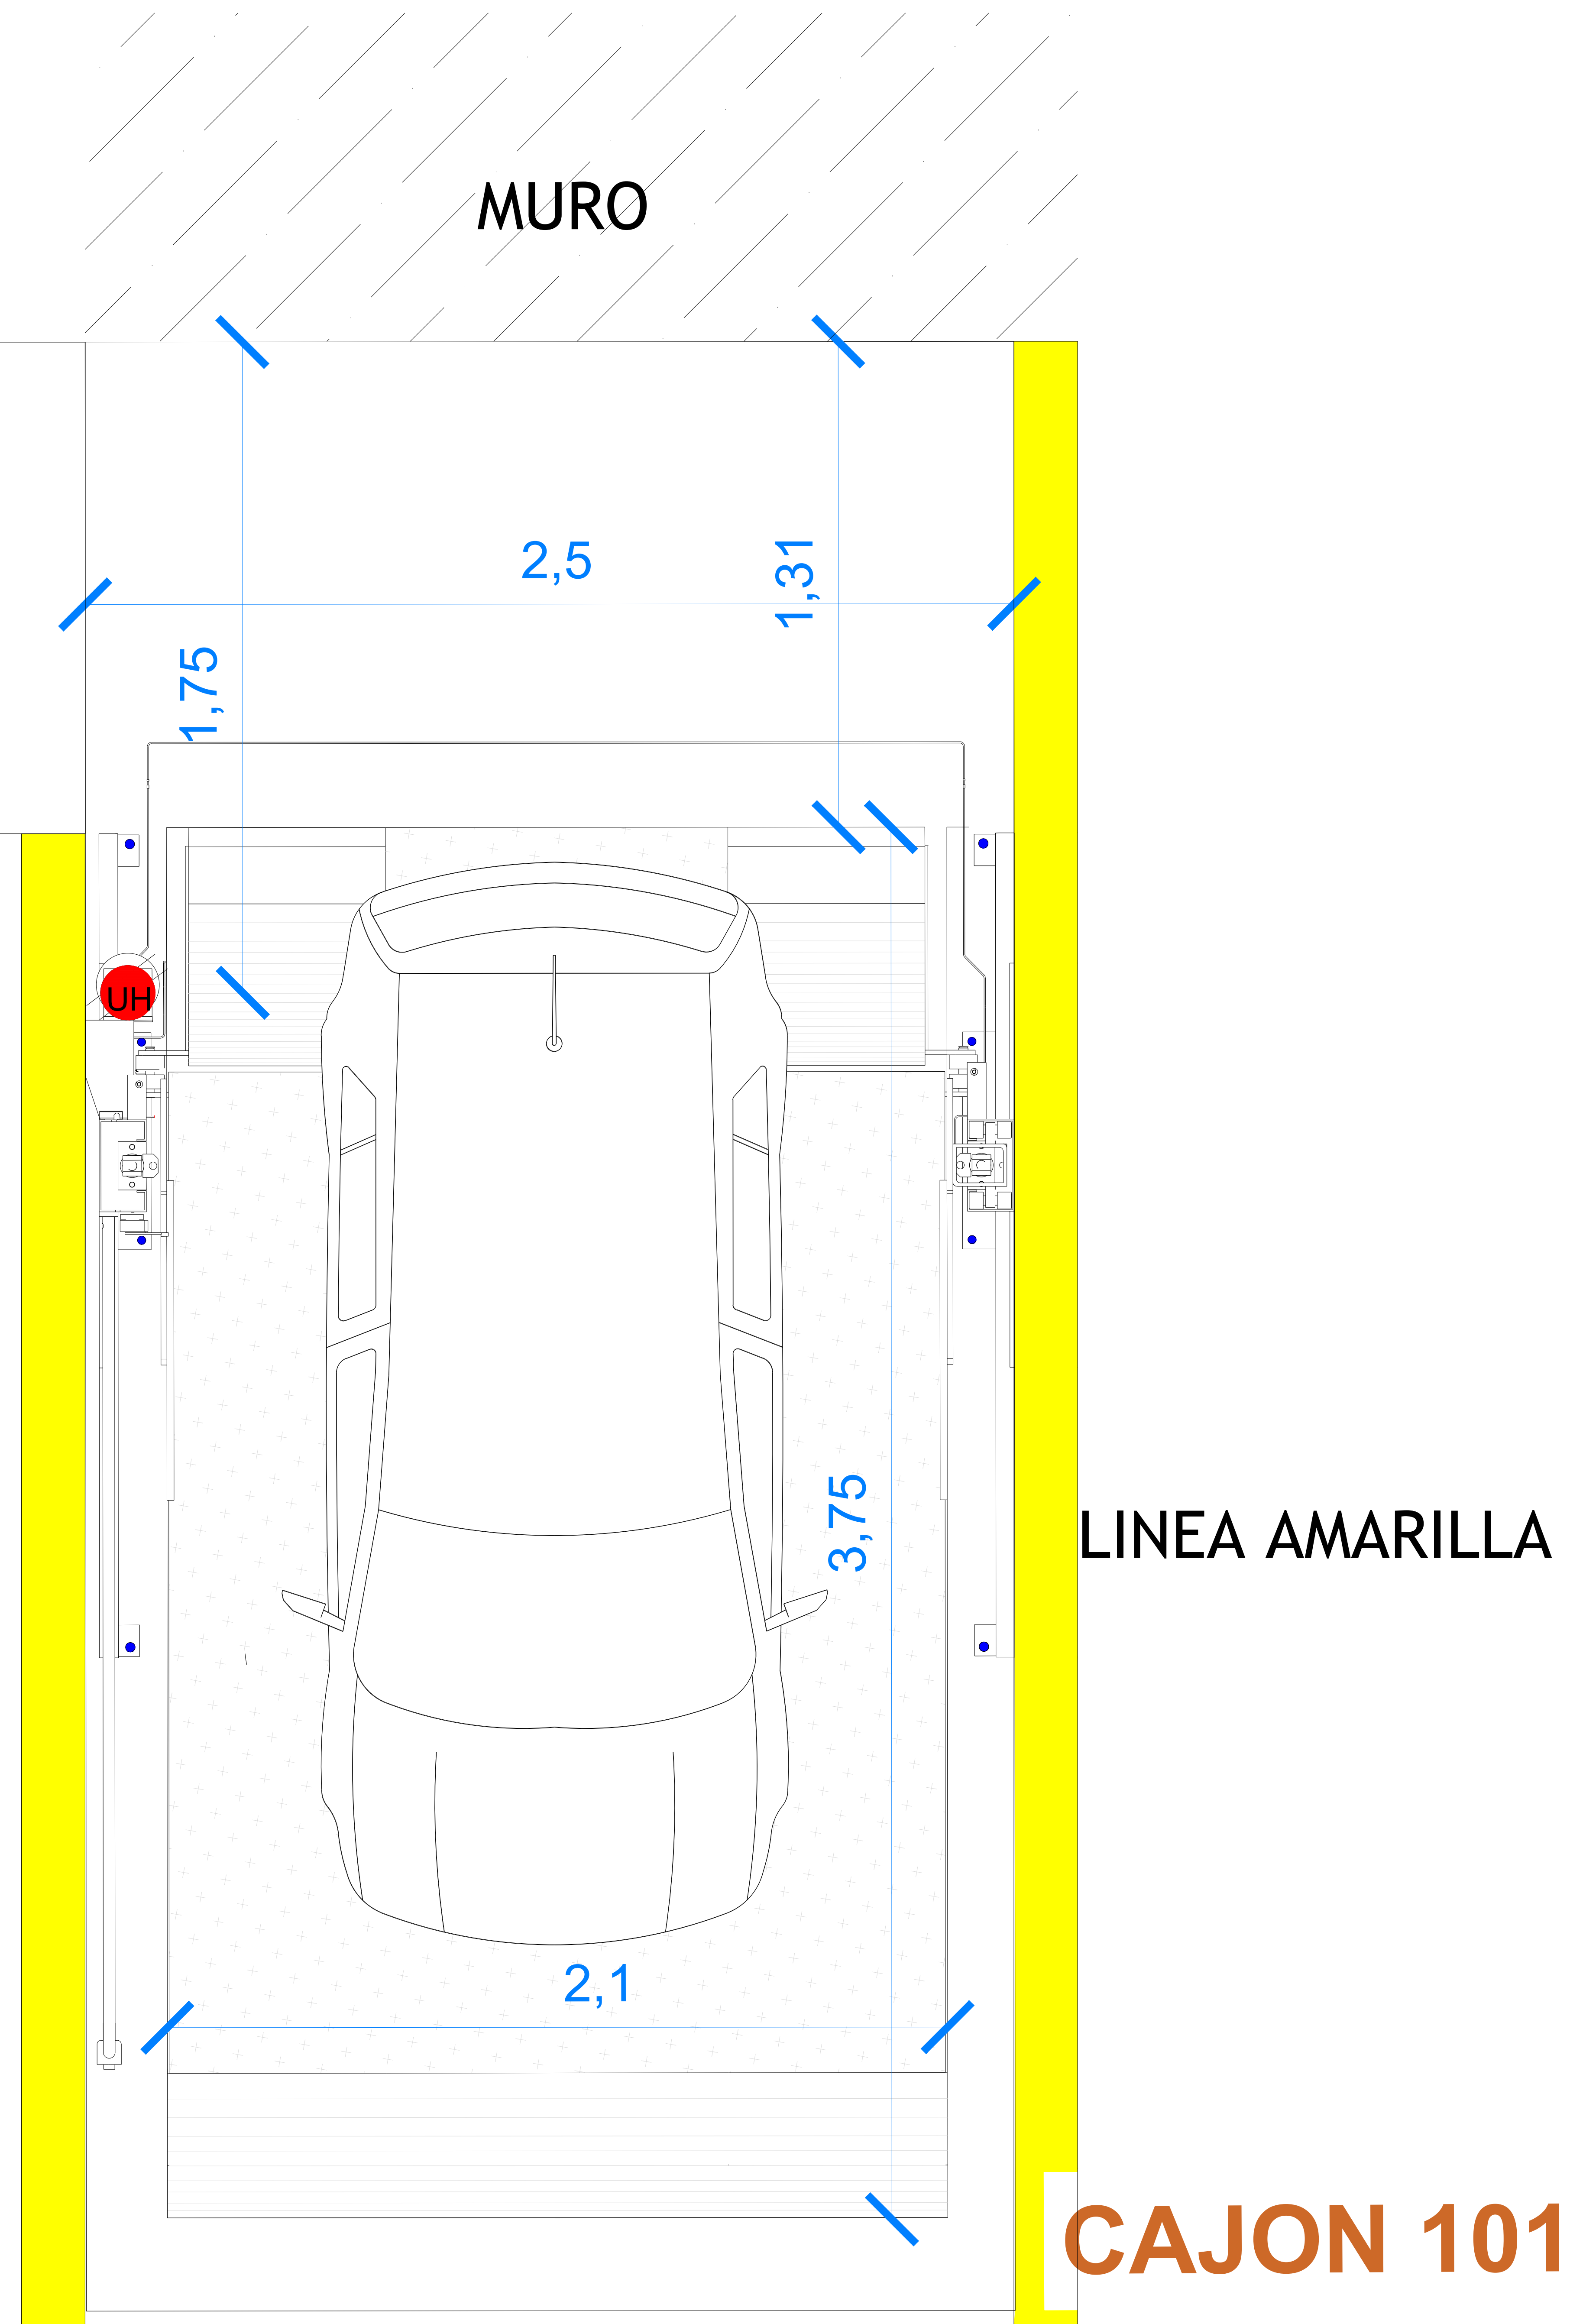 MURO
2,5
1,31
1,75
UH
3,75
LINEA AMARILLA
2,1
CAJON 101